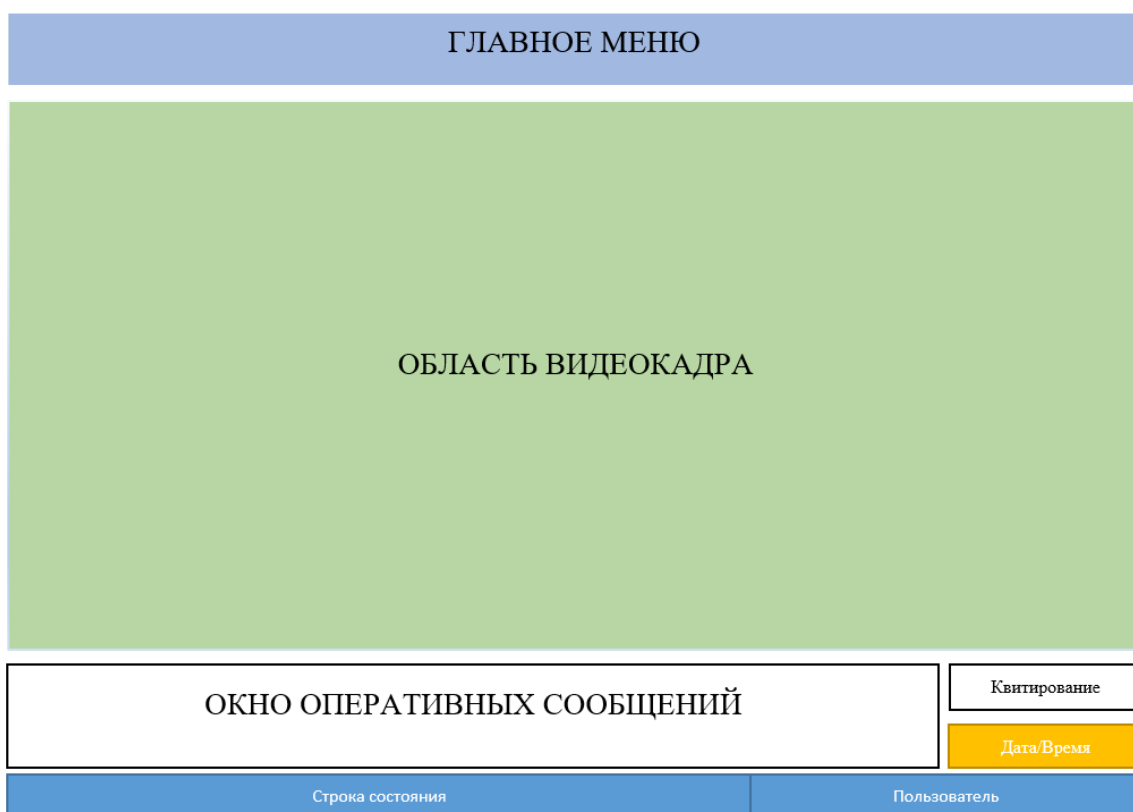 ГЛАВНОЕ МЕНЮ
ОБЛАСТЬ ВИДЕОКАДРА
ОКНО ОПЕРАТИВНЫХ СООБЩЕНИЙ
Квитирование
Дата/Время
Строка состояния
Пользователь